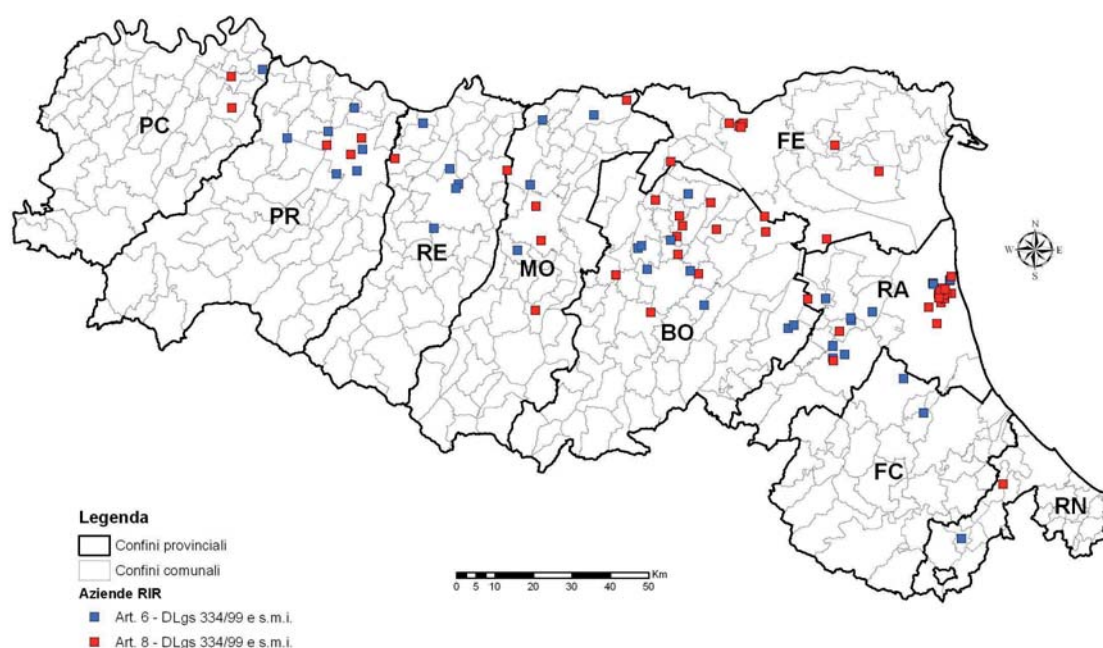 PC
PR
RE
MO
BO
FE
RA
FC
RN
N
W E
S
Legenda
Confini provinciali
Confini comunali
Aziende RIR
Art. 6 - DLgs 334/99 e s.m.i.
Art. 8 - DLgs 334/99 e s.m.i.
Km
0 5 10 20 30 40 50